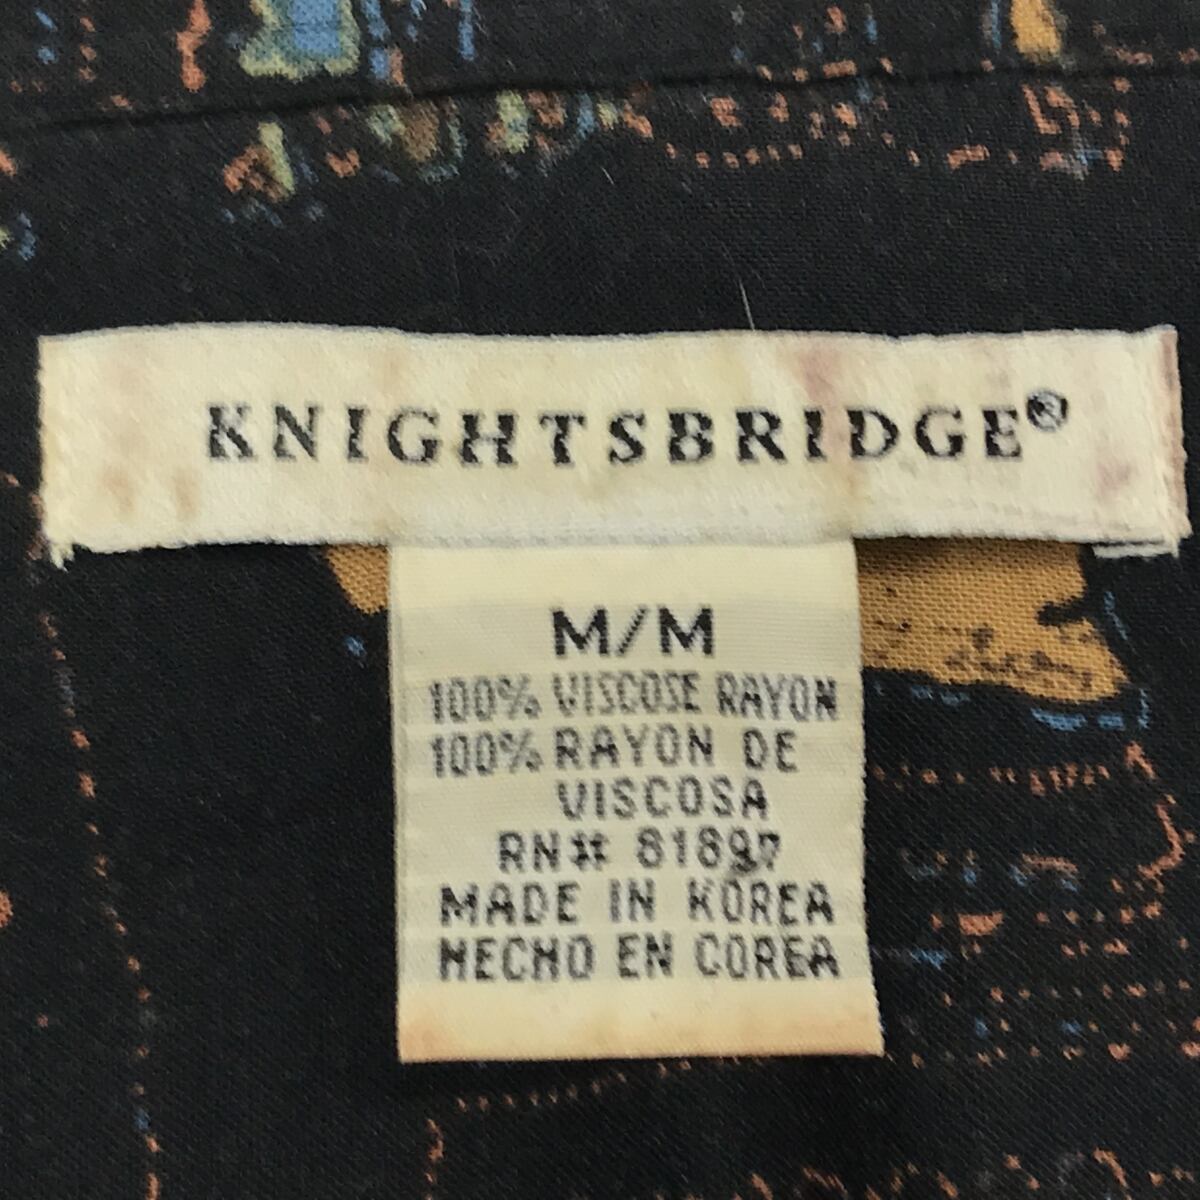 KNIGHTSBRIDGE®
M/M
100% VISCOSE RAYON
100% RAYON DE
VISCOSA
RN# 81897
MADE IN KOREA
HECHO EN COREA